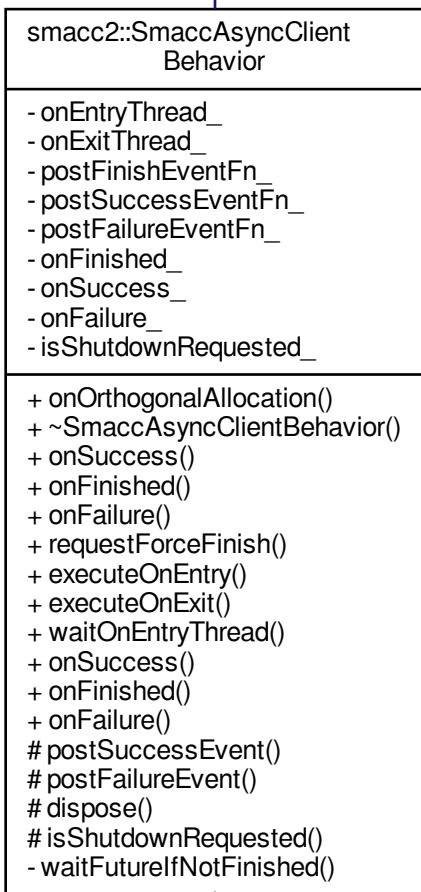 smacc2::SmaccAsyncClient
Behavior
- onEntryThread_
- onExitThread_
- postFinishEventFn_
- postSuccessEventFn_
- postFailureEventFn_
- onFinished_
- onSuccess_
- onFailure_
- isShutdownRequested_
+ onOrthogonalAllocation()
+ ~SmaccAsyncClientBehavior()
+ onSuccess()
+ onFinished()
+ onFailure()
+ requestForceFinish()
+ executeOnEntry()
+ executeOnExit()
+ waitOnEntryThread()
+ onSuccess()
+ onFinished()
+ onFailure()
# postSuccessEvent()
# postFailureEvent()
# dispose()
# isShutdownRequested()
- waitFutureIfNotFinished()